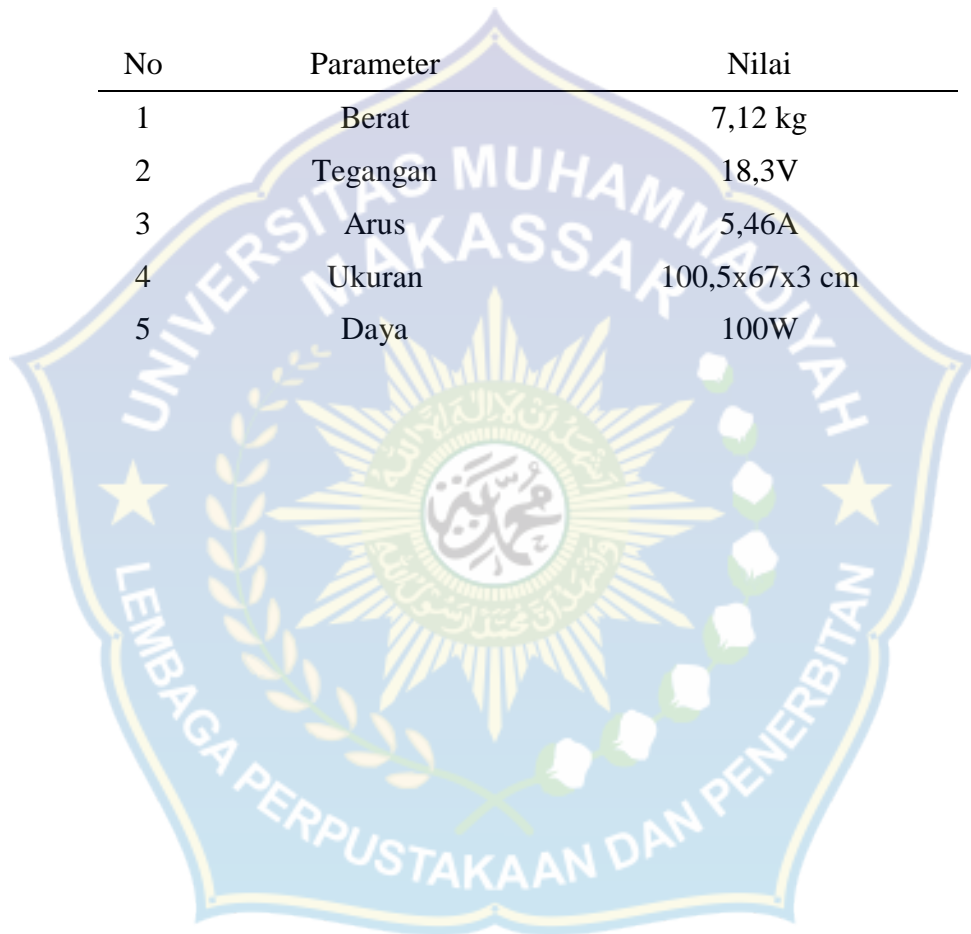 No Parameter Nilai
1 Berat 7,12 kg
2 Tegangan 18,3V
3 Arus 5,46A
4 Ukuran 100,5x67x3 cm
5 Daya 100W
UNIVERSITAS MUHAMMADIYAH
MAKASSAR
LEMBAGA PERPUSTAKAAN DAN PENERBITAN